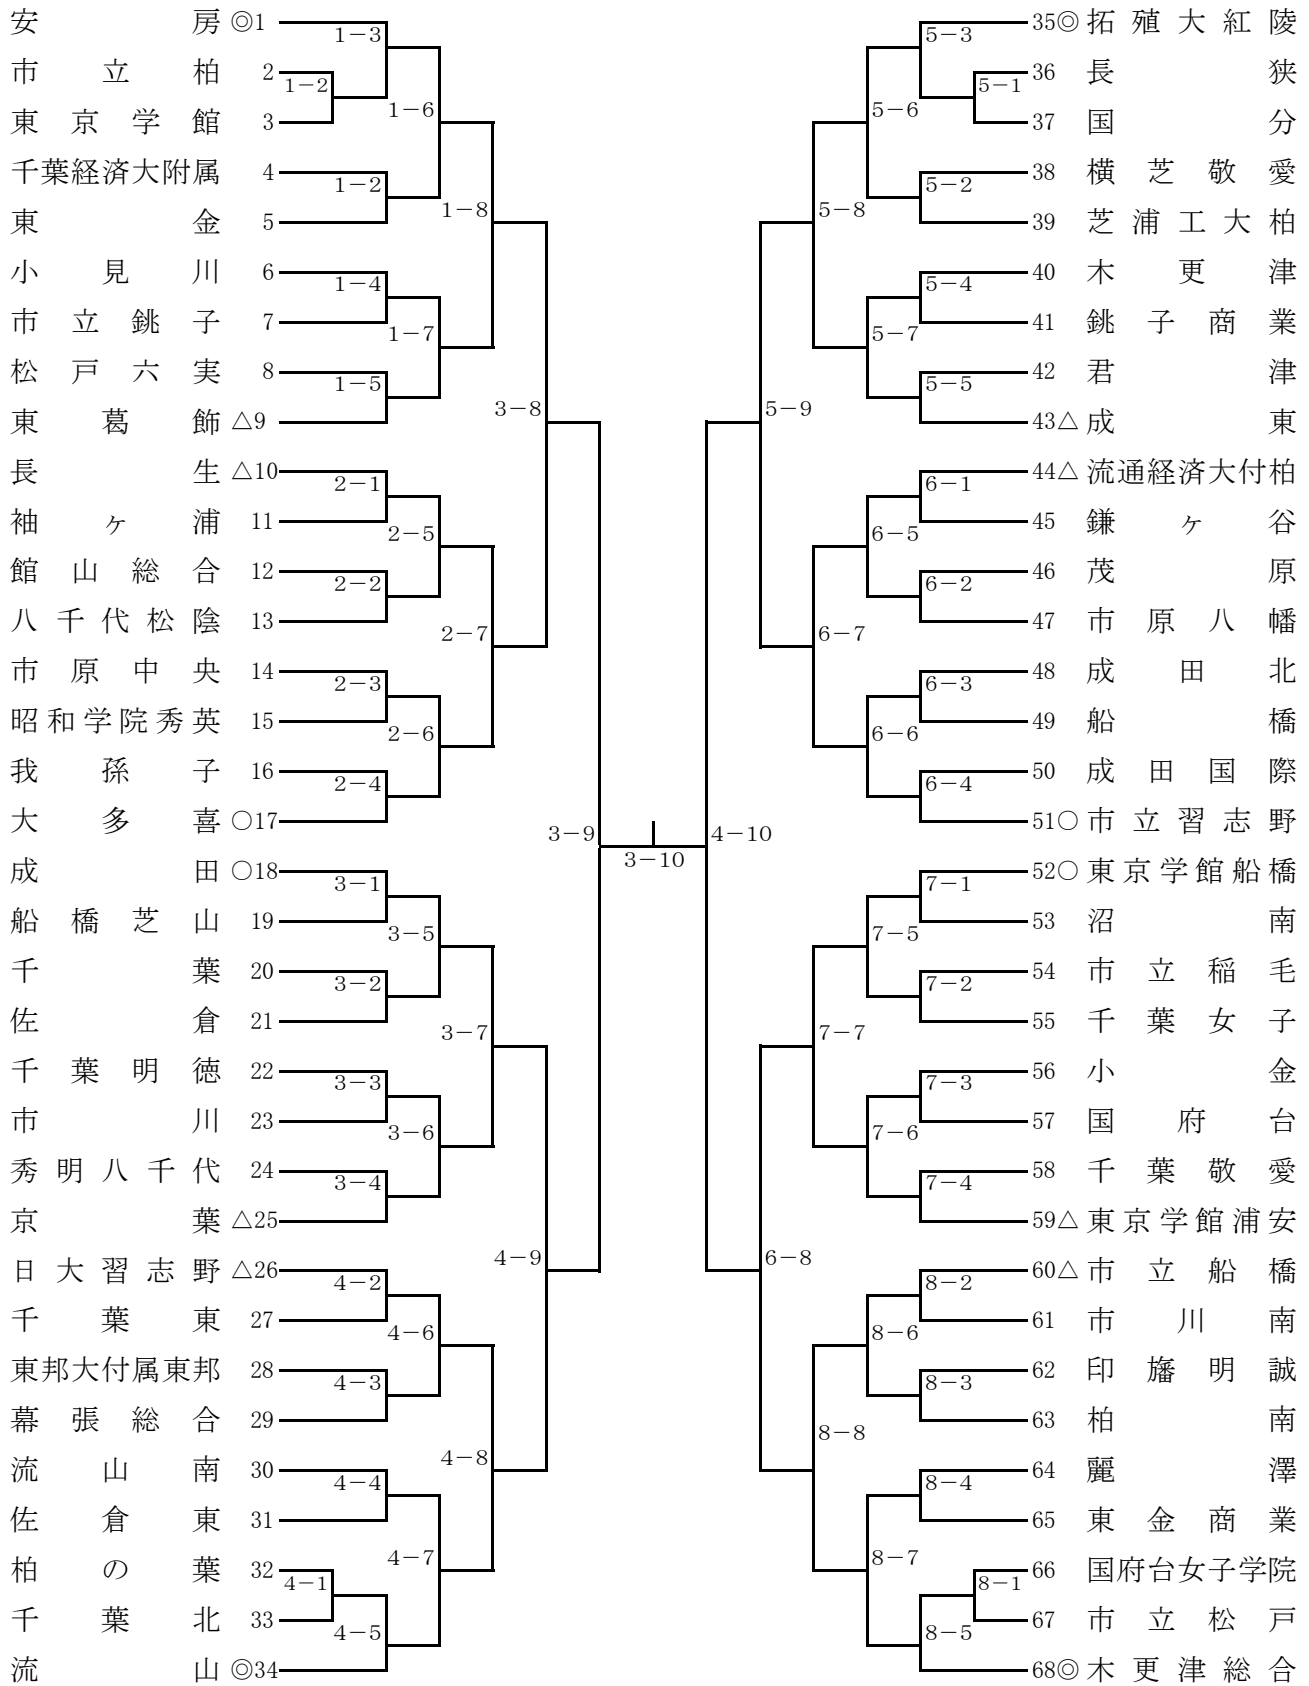 安房 ◎1
市立柏 2
東京学館 3
千葉経済大附属 4
東金 5
小見川 6
市立銚子 7
松戸六実 8
東葛飾 △9
長生 △10
袖ヶ浦 11
館山総合 12
八千代松陰 13
市原中央 14
昭和学院秀英 15
我孫子 16
大多喜 ○17
成田 ○18
船橋芝山 19
千葉 20
佐倉 21
千葉明徳 22
市川 23
秀明八千代 24
京葉 △25
日大習志野 △26
千葉東 27
東邦大付属東邦 28
幕張総合 29
流山南 30
佐倉東 31
柏の葉 32
千葉北 33
流山 ◎34
1-3
1-2
1-6
1-2
1-8
1-4
1-7
1-5
3-8
2-1
2-5
2-2
2-7
2-3
2-6
2-4
3-9
3-1
3-5
3-2
3-7
3-3
3-6
3-4
4-9
4-2
4-6
4-3
4-8
4-4
4-7
4-1
4-5
3-10
4-10
5-3
5-1
5-6
5-2
5-8
5-4
5-7
5-5
5-9
6-1
6-5
6-2
6-7
6-3
6-6
6-4
7-1
7-5
7-2
7-7
7-3
7-6
7-4
6-8
8-2
8-6
8-3
8-8
8-4
8-7
8-1
8-5
35◎ 拓殖大紅陵
36 長狭
37 国分
38 横芝敬愛
39 芝浦工大柏
40 木更津
41 銚子商業
42 君津
43△ 成東
44△ 流通経済大付柏
45 鎌ヶ谷
46 茂原
47 市原八幡
48 成田北
49 船橋
50 成田国際
51○ 市立習志野
52○ 東京学館船橋
53 沼南
54 市立稲毛
55 千葉女子
56 小金
57 国府台
58 千葉敬愛
59△ 東京学館浦安
60△ 市立船橋
61 市川南
62 印旛明誠
63 柏南
64 麗澤
65 東金商業
66 国府台女子学院
67 市立松戸
68◎ 木更津総合